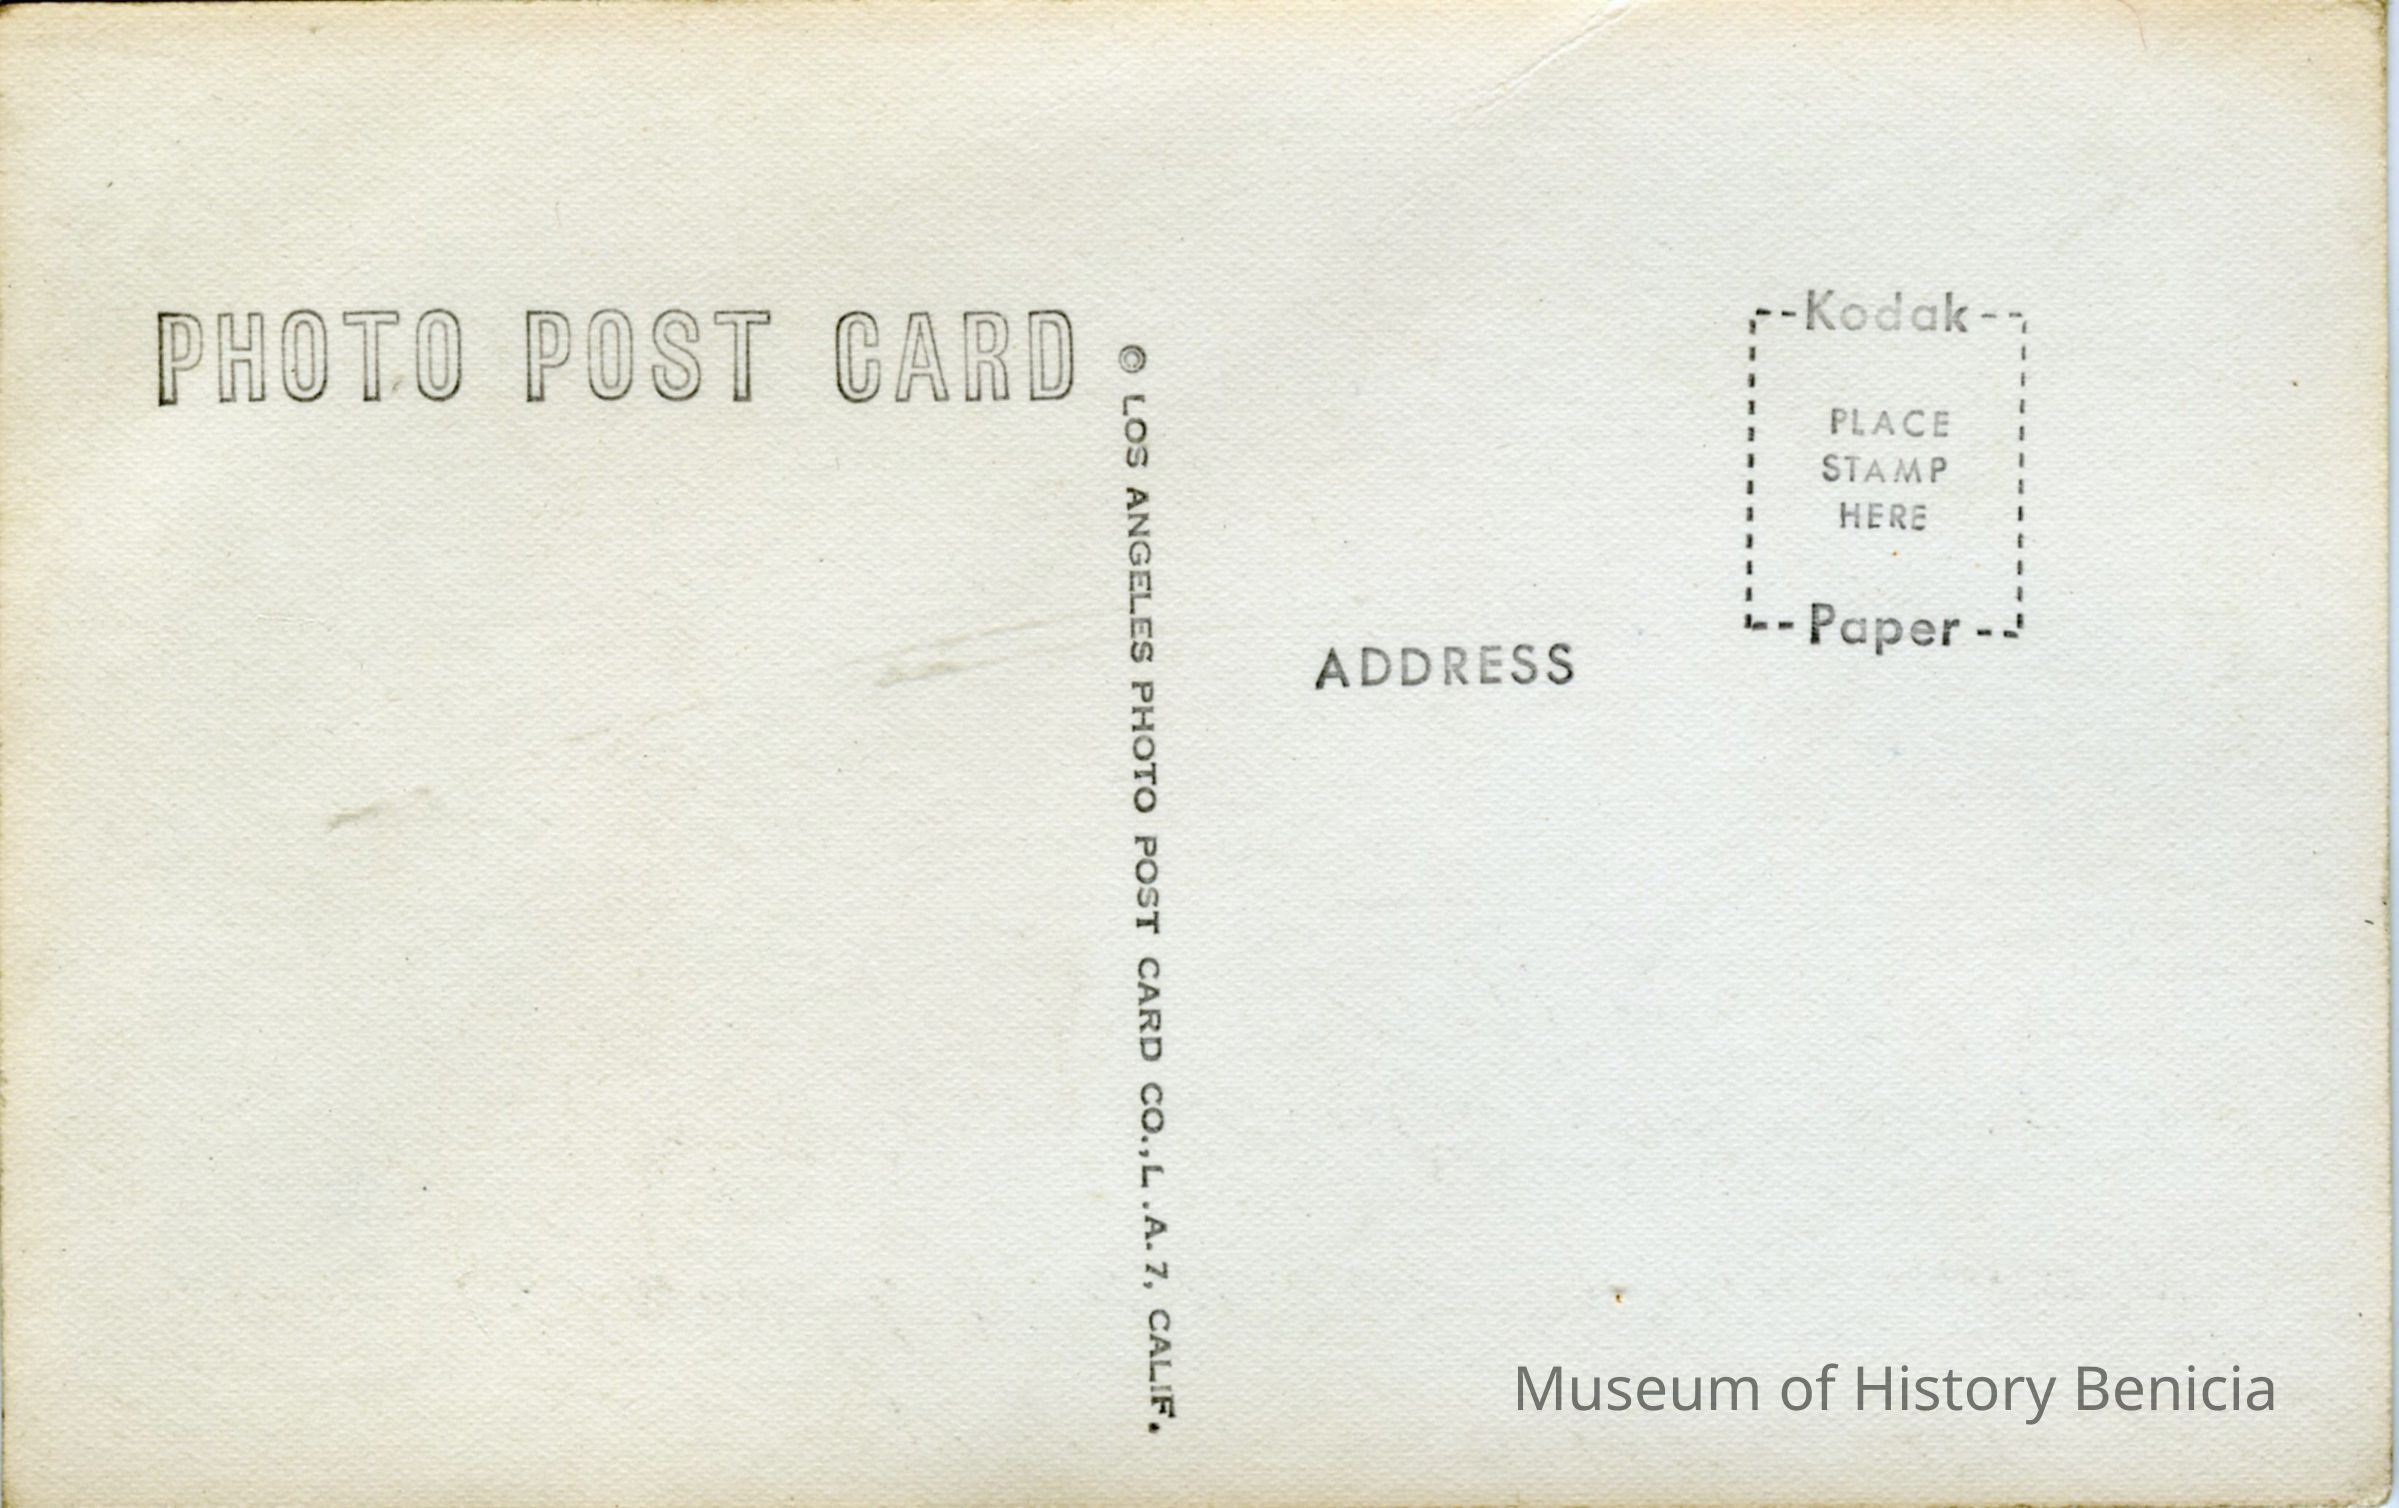 PHOTO POST CARD
© LOS ANGELES PHOTO POST CARD CO., L.A. 7, CALIF.
--Kodak--
PLACE
STAMP
HERE
--Paper--
ADDRESS
Museum of History Benicia